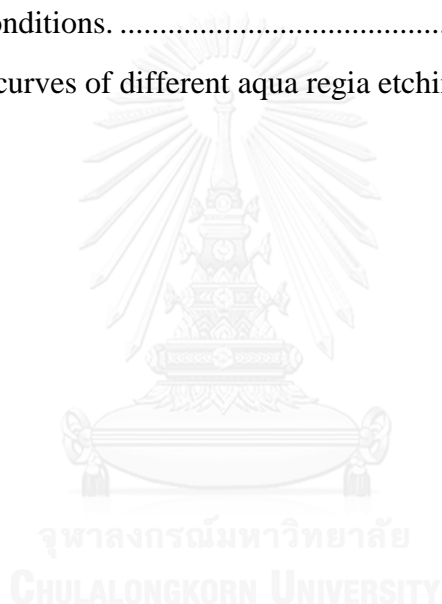 onditions. ........................................
curves of different aqua regia etchin
จุฬาลงกรณ์มหาวิทยาลัย
CHULALONGKORN UNIVERSITY